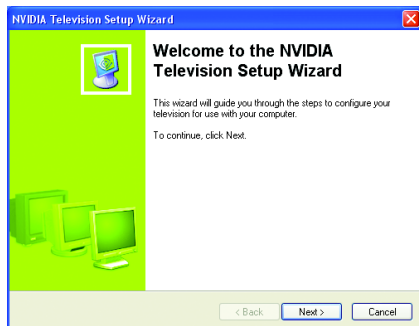 NVIDIA Television Setup Wizard
Welcome to the NVIDIA
Television Setup Wizard
This wizard will guide you through the steps to configure your
television for use with your computer.
To continue, click Next.
< Back
Next >
Cancel